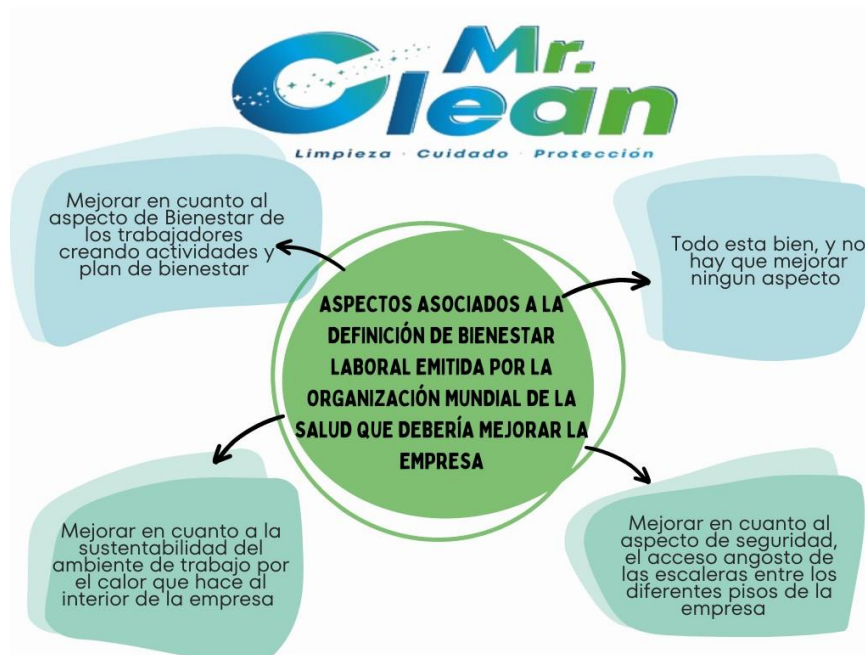 Mr.
Clean
Limpieza · Cuidado · Protección
Mejorar en cuanto al
aspecto de Bienestar de
los trabajadores
creando actividades y
plan de bienestar
Todo esta bien, y no
hay que mejorar
ningun aspecto
ASPECTOS ASOCIADOS A LA
DEFINICIÓN DE BIENESTAR
LABORAL EMITIDA POR LA
ORGANIZACIÓN MUNDIAL DE LA
SALUD QUE DEBERÍA MEJORAR LA
EMPRESA
Mejorar en cuanto a la
sustentabilidad del
ambiente de trabajo por
el calor que hace al
interior de la empresa
Mejorar en cuanto al
aspecto de seguridad,
el acceso angosto de
las escaleras entre los
diferentes pisos de la
empresa